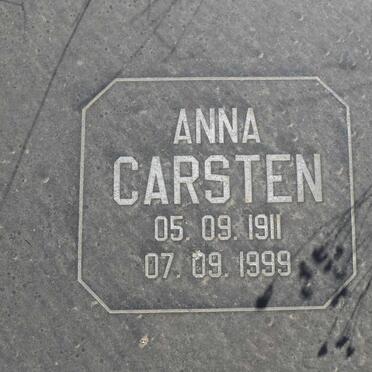 ANNA
CARSTEN
05. 09. 1911
07. 09. 1999